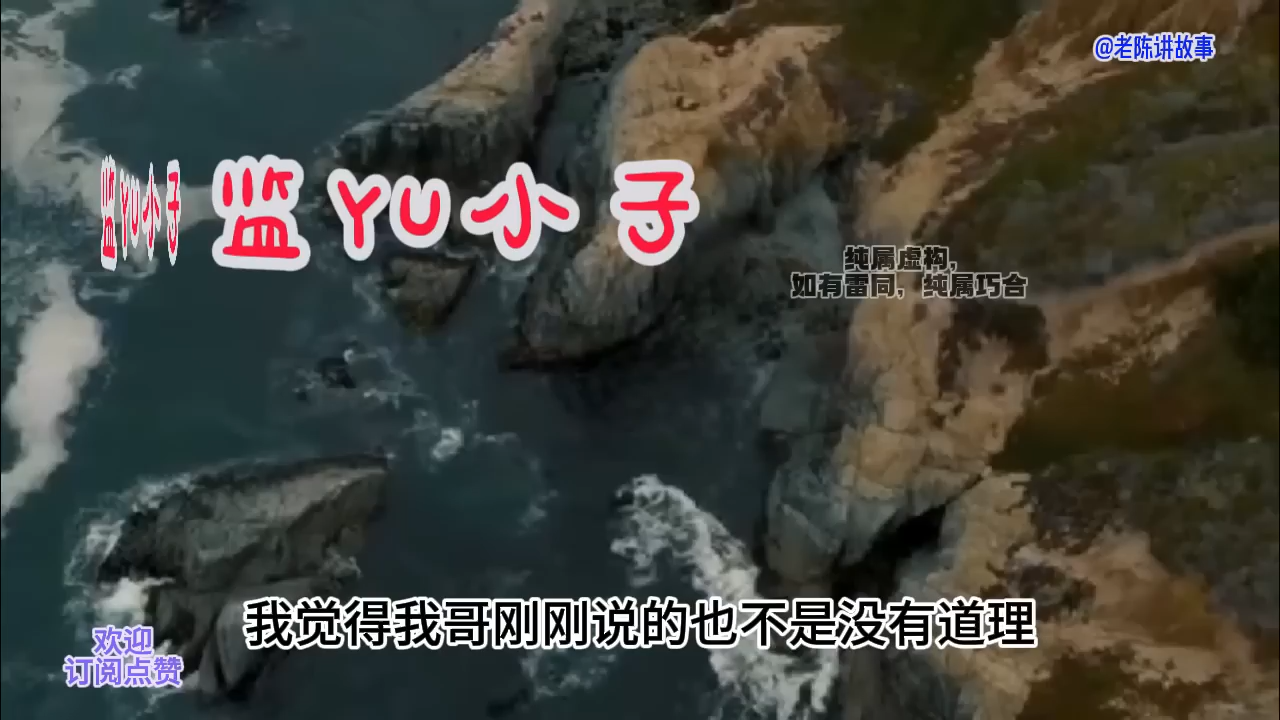 @老陈讲故事
监YU小子
监YU小子
纯属虚构，
如有雷同，纯属巧合
我觉得我哥刚刚说的也不是没有道理
欢迎
订阅点赞